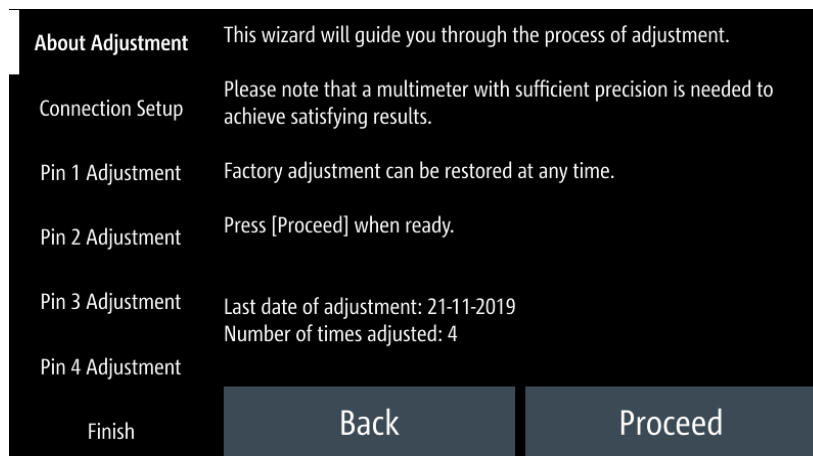 About Adjustment
Connection Setup
Pin 1 Adjustment
Pin 2 Adjustment
Pin 3 Adjustment
Pin 4 Adjustment
Finish
This wizard will guide you through the process of adjustment.
Please note that a multimeter with sufficient precision is needed to
achieve satisfying results.
Factory adjustment can be restored at any time.
Press [Proceed] when ready.
Last date of adjustment: 21-11-2019
Number of times adjusted: 4
Back
Proceed